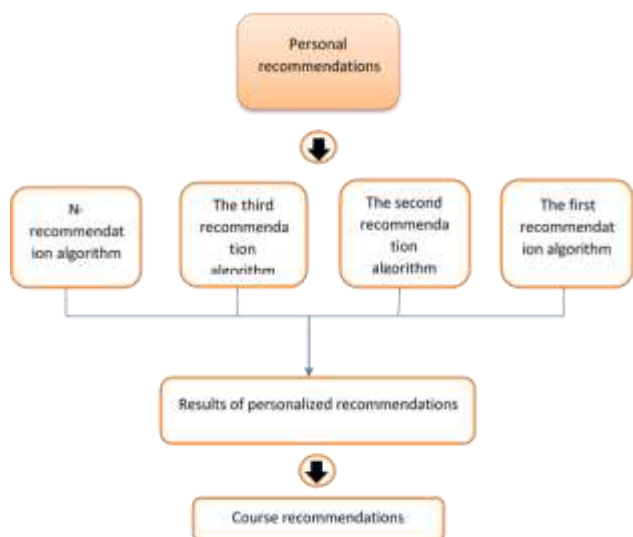 Personal
recommendations
N-
recommendat
ion algorithm
The third
recommenda
tion
algorithm
The second
recommenda
tion
algorithm
The first
recommendat
ion algorithm
Results of personalized recommendations
Course recommendations